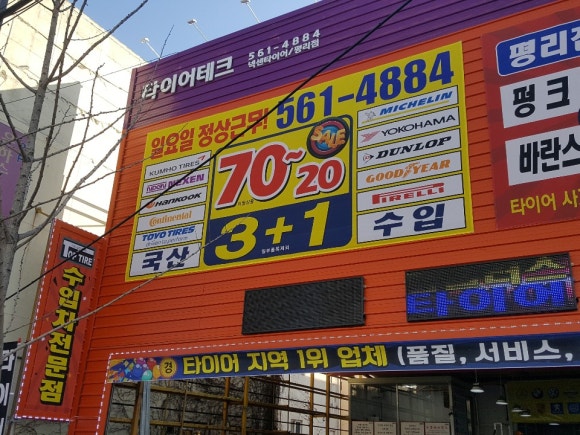 타이어테크
561-4884
넥센타이어/평리점
일요일 정상근무!
561-4884
KUMHO TIRES
NEXEN
HANKOOK
Continental
TOYO TIRES
국산
SALE
70~20
3+1
MICHELIN
YOKOHAMA
DUNLOP
GOODYEAR
PIRELLI
수입
평리점
펑크
바란스
타이어
TIRE
수입차전문점
타이어
타이어 지역 1위 업체 (품질, 서비스,